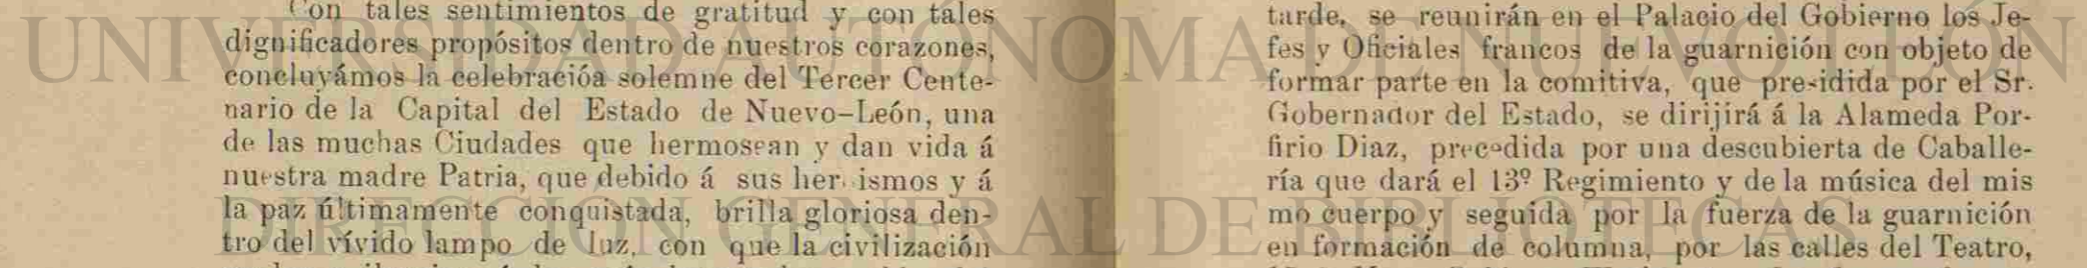 Con tales sentimientos de gratitud y con tales
dignificadores propósitos dentro de nuestros corazones,
concluyámos la celebracióa solemne del Tercer Cente-
nario de la Capital del Estado de Nuevo-León, una
de las muchas Ciudades que hermosean y dan vida á
nuestra madre Patria, que debido á sus her ismos y á
la paz últimamente conquistada, brilla gloriosa den-
tro del vívido lampo de luz, con que la civilización
tarde, se reunirán en el Palacio del Gobierno los Je-
fes y Oficiales francos de la guarnición con objeto de
formar parte en la comitiva, que presidida por el Sr.
Gobernador del Estado, se dirijirá á la Alameda Por-
firio Diaz, precedida por una descubierta de Caballe-
ría que dará el 13º Regimiento y de la música del mis
mo cuerpo y seguida por la fuerza de la guarnición
en formación de columna, por las calles del Teatro,
UNIVERSIDAD AUTÓNOMA DE NUEVO LEÓN
DIRECCIÓN GENERAL DE BIBLIOTECAS